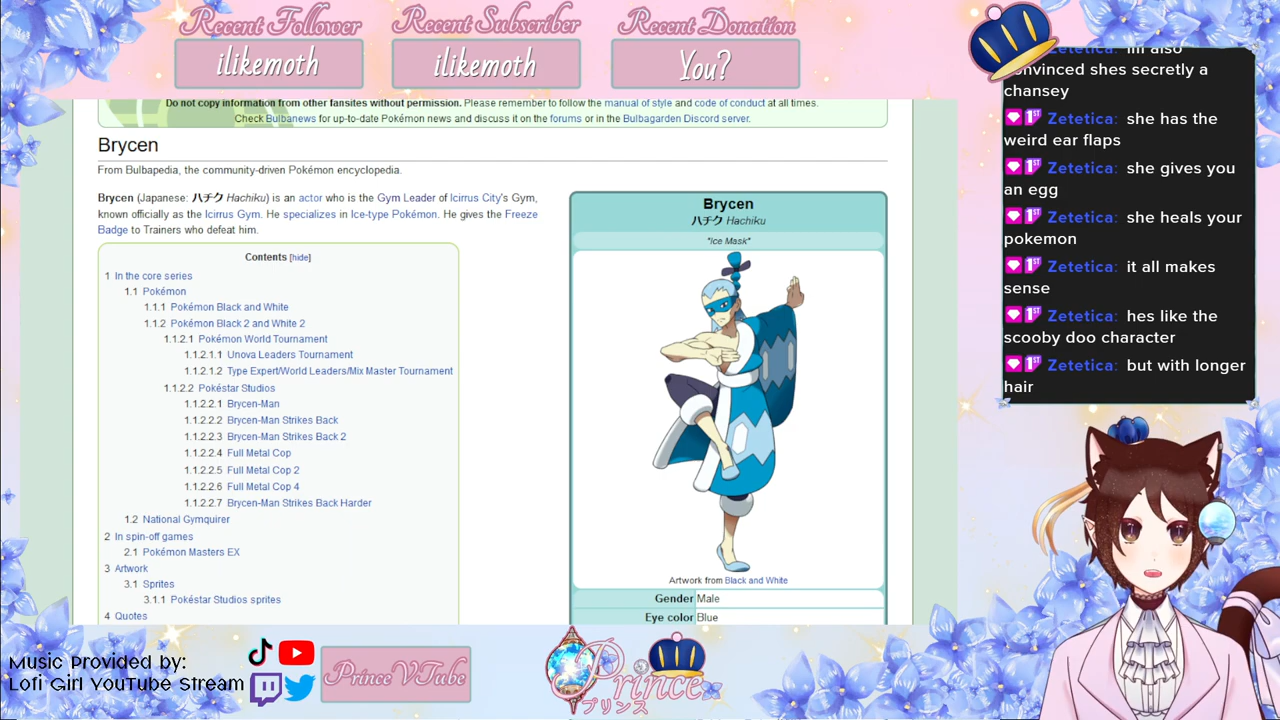 Recent Follower
ilikemoth
Recent Subscriber
ilikemoth
Recent Donation
You?
Do not copy information from other fansites without permission. Please remember to follow the manual of style and code of conduct at all times.
Check Bulbanews for up-to-date Pokémon news and discuss it on the forums or in the Bulbagarden Discord server.
Brycen
From Bulbapedia, the community-driven Pokémon encyclopedia.
Brycen (Japanese: ハチク Hachiku) is an actor who is the Gym Leader of Icirrus City's Gym,
known officially as the Icirrus Gym. He specializes in Ice-type Pokémon. He gives the Freeze
Badge to Trainers who defeat him.
Contents [hide]
1 In the core series
1.1 Pokémon
1.1.1 Pokémon Black and White
1.1.2 Pokémon Black 2 and White 2
1.1.2.1 Pokémon World Tournament
1.1.2.1.1 Unova Leaders Tournament
1.1.2.1.2 Type Expert/World Leaders/Mix Master Tournament
1.1.2.2 Pokéstar Studios
1.1.2.2.1 Brycen-Man
1.1.2.2.2 Brycen-Man Strikes Back
1.1.2.2.3 Brycen-Man Strikes Back 2
1.1.2.2.4 Full Metal Cop
1.1.2.2.5 Full Metal Cop 2
1.1.2.2.6 Full Metal Cop 4
1.1.2.2.7 Brycen-Man Strikes Back Harder
1.2 National Gymquirer
2 In spin-off games
2.1 Pokémon Masters EX
3 Artwork
3.1 Sprites
3.1.1 Pokéstar Studios sprites
4 Quotes
Brycen
ハチク Hachiku
"Ice Mask"
Artwork from Black and White
Gender Male
Eye color Blue
Zetetica: im also
convinced shes secretly a
chansey
1st Zetetica: she has the
weird ear flaps
1st Zetetica: she gives you
an egg
1st Zetetica: she heals your
pokemon
1st Zetetica: it all makes
sense
1st Zetetica: hes like the
scooby doo character
1st Zetetica: but with longer
hair
Music Provided by:
Lofi Girl YouTube Stream
PrinceVTube
Prince
プリンス